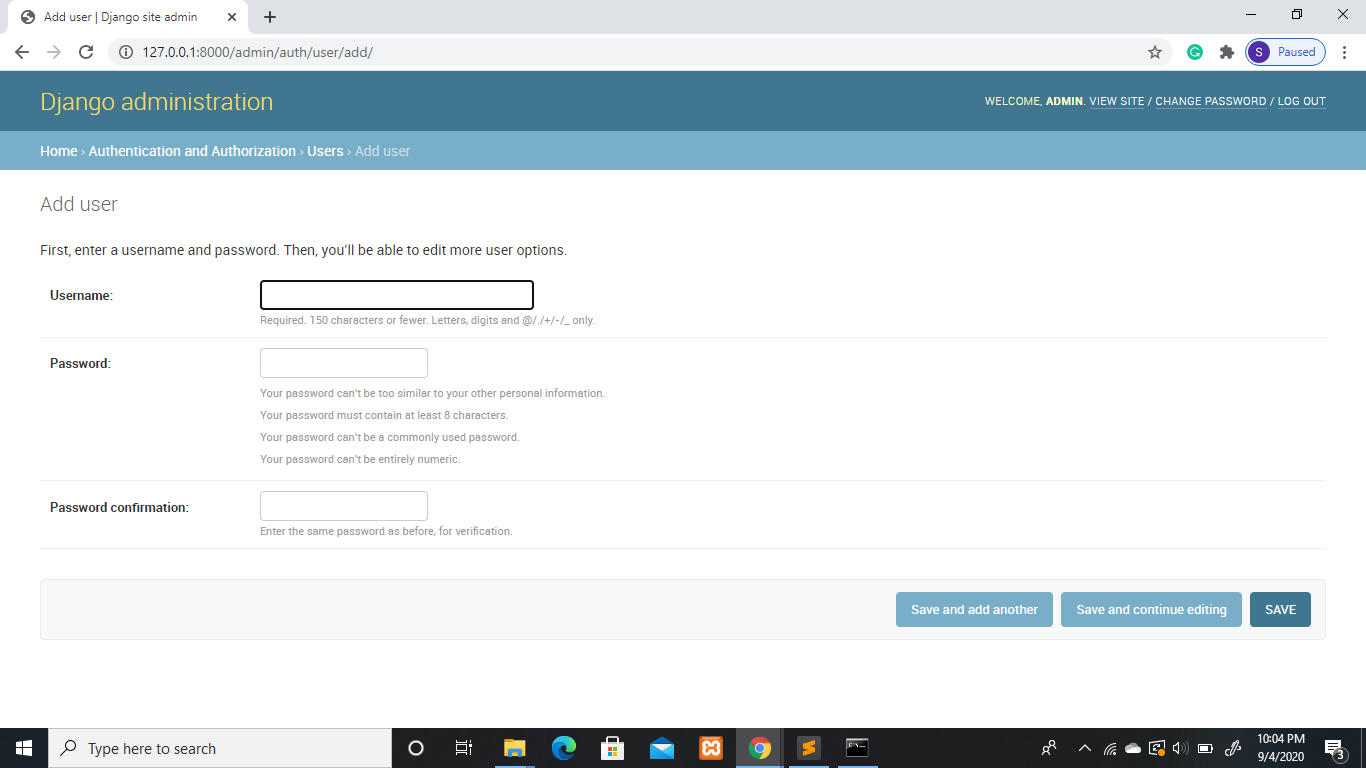 Add user | Django site admin
127.0.0.1:8000/admin/auth/user/add/
S Paused
Django administration
WELCOME, ADMIN. VIEW SITE / CHANGE PASSWORD / LOG OUT
Home › Authentication and Authorization › Users › Add user
Add user
First, enter a username and password. Then, you'll be able to edit more user options.
Username:
Required. 150 characters or fewer. Letters, digits and @/./+/-/_ only.
Password:
Your password can't be too similar to your other personal information.
Your password must contain at least 8 characters.
Your password can't be a commonly used password.
Your password can't be entirely numeric.
Password confirmation:
Enter the same password as before, for verification.
Save and add another Save and continue editing SAVE
Type here to search
10:04 PM
9/4/2020
3